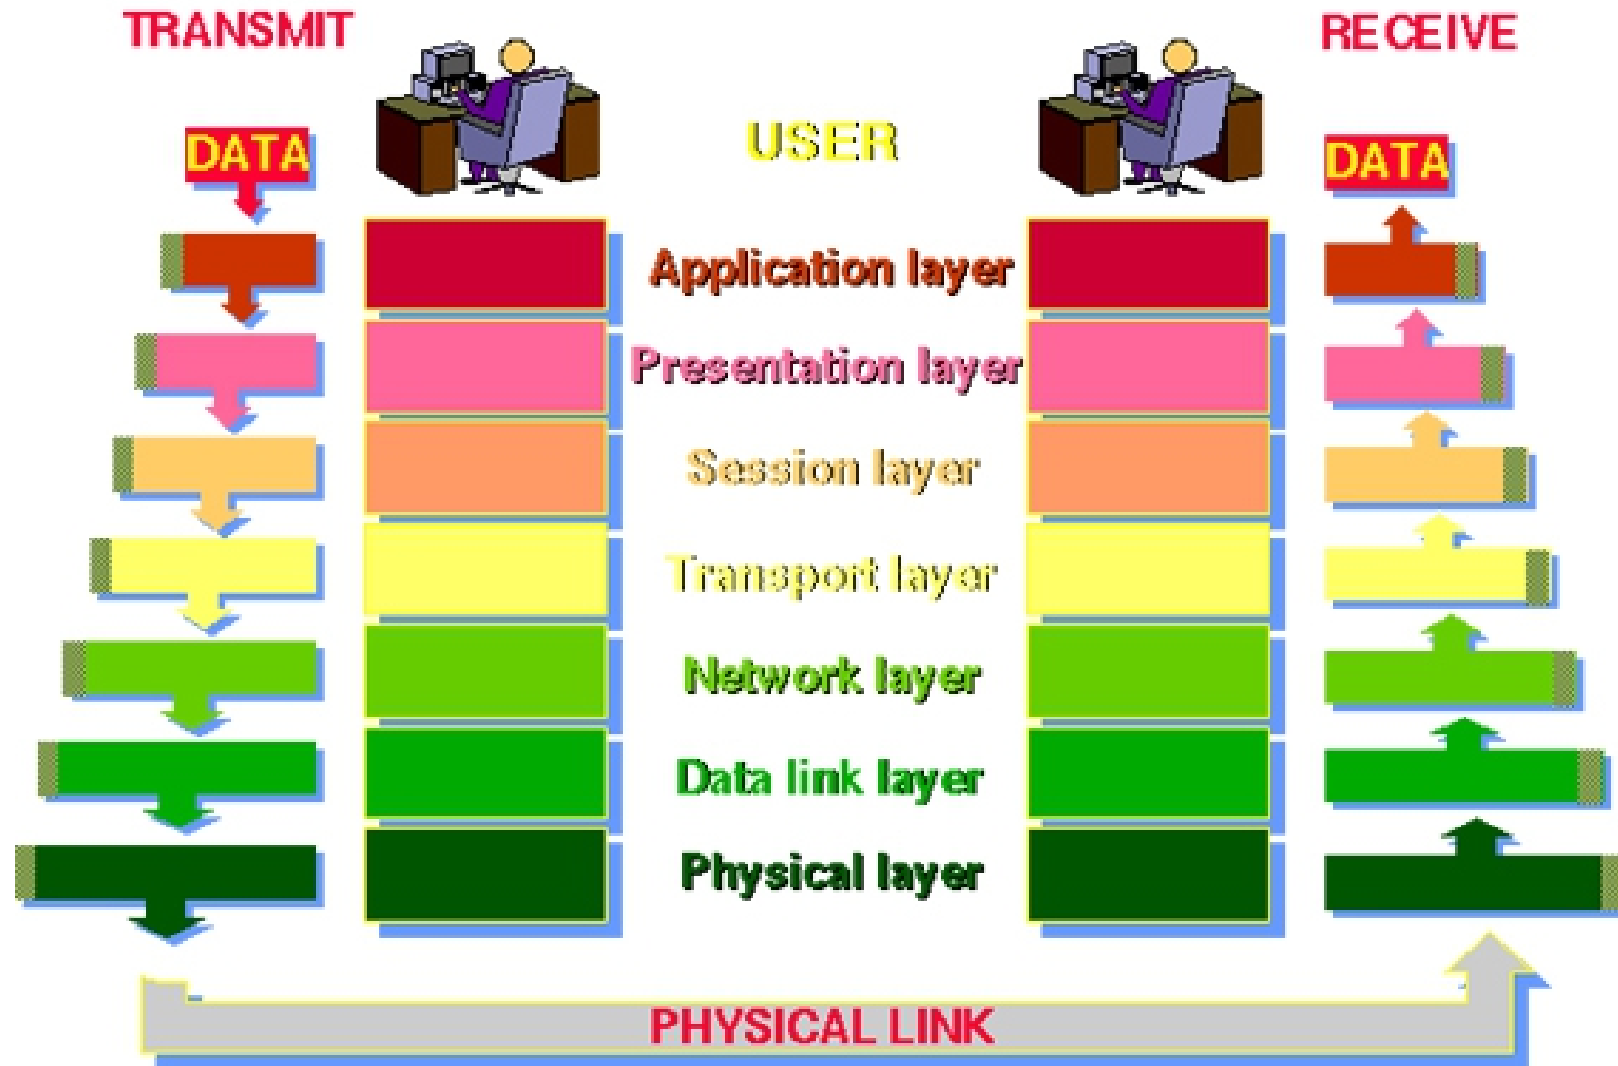 TRANSMIT
RECEIVE
DATA
USER
DATA
Application layer
Presentation layer
Session layer
Transport layer
Network layer
Data link layer
Physical layer
PHYSICAL LINK